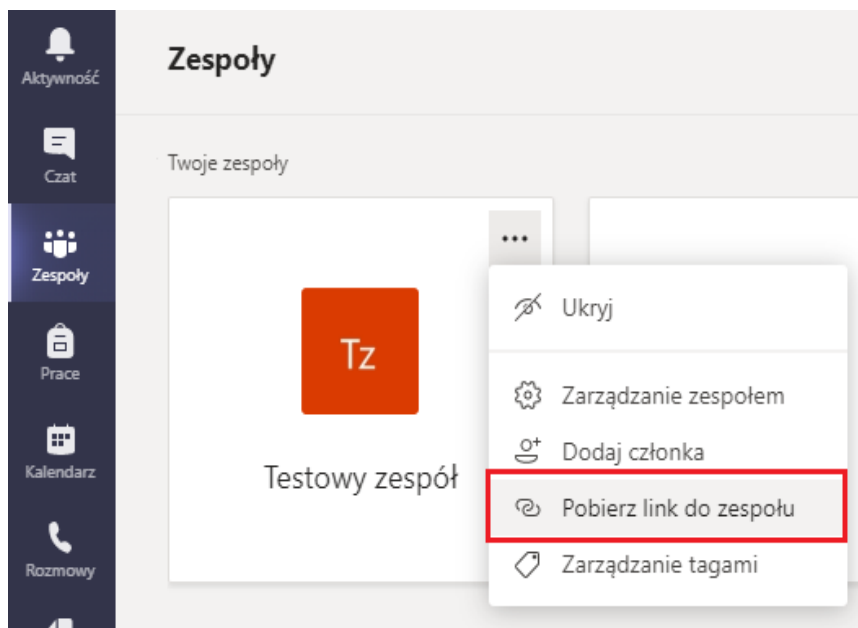 Aktywność
Czat
Zespoły
Prace
Kalendarz
Rozmowy
Zespoły
Twoje zespoły
...
Tz
Testowy zespół
Ukryj
Zarządzanie zespołem
Dodaj członka
Pobierz link do zespołu
Zarządzanie tagami